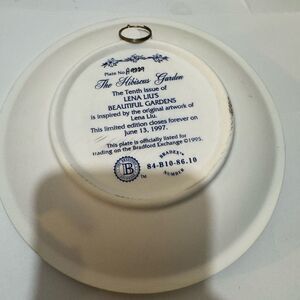 Plate No.
The Hibiscus Garden
The Tenth issue of
LENA LIU'S
BEAUTIFUL GARDENS
is inspired by the original artwork of
Lena Liu.
This limited edition closes forever on
June 13, 1997.
This plate is officially listed for
trading on the Bradford Exchange ©1995.
B
TM
BRADEX
84-B10-86.10
NUMBER